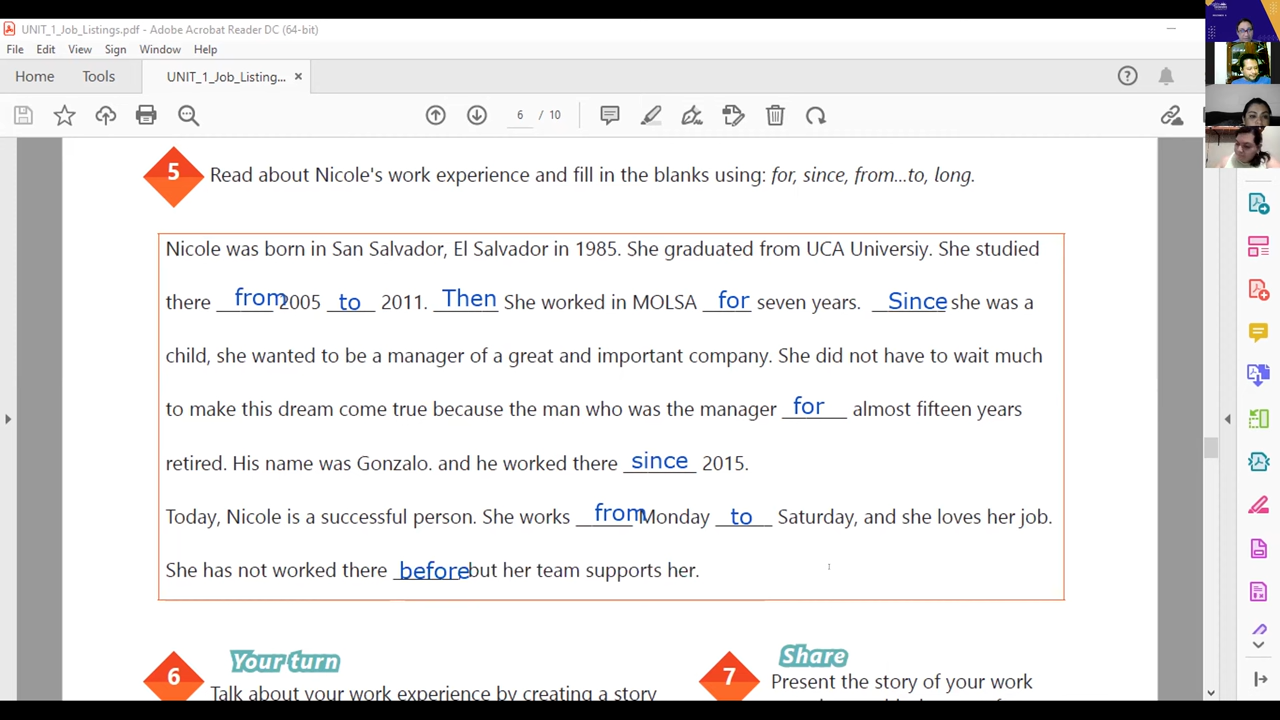 UNIT_1_Job_Listings.pdf - Adobe Acrobat Reader DC (64-bit)
File Edit View Sign Window Help
Home Tools UNIT_1_Job_Listing... ×
6 / 10
5 Read about Nicole's work experience and fill in the blanks using: for, since, from...to, long.
Nicole was born in San Salvador, El Salvador in 1985. She graduated from UCA Universiy. She studied
there from 2005 to 2011. Then She worked in MOLSA for seven years. Since she was a
child, she wanted to be a manager of a great and important company. She did not have to wait much
to make this dream come true because the man who was the manager for almost fifteen years
retired. His name was Gonzalo. and he worked there since 2015.
Today, Nicole is a successful person. She works from Monday to Saturday, and she loves her job.
She has not worked there before but her team supports her.
6 Your turn
Talk about your work experience by creating a story
7 Share
Present the story of your work